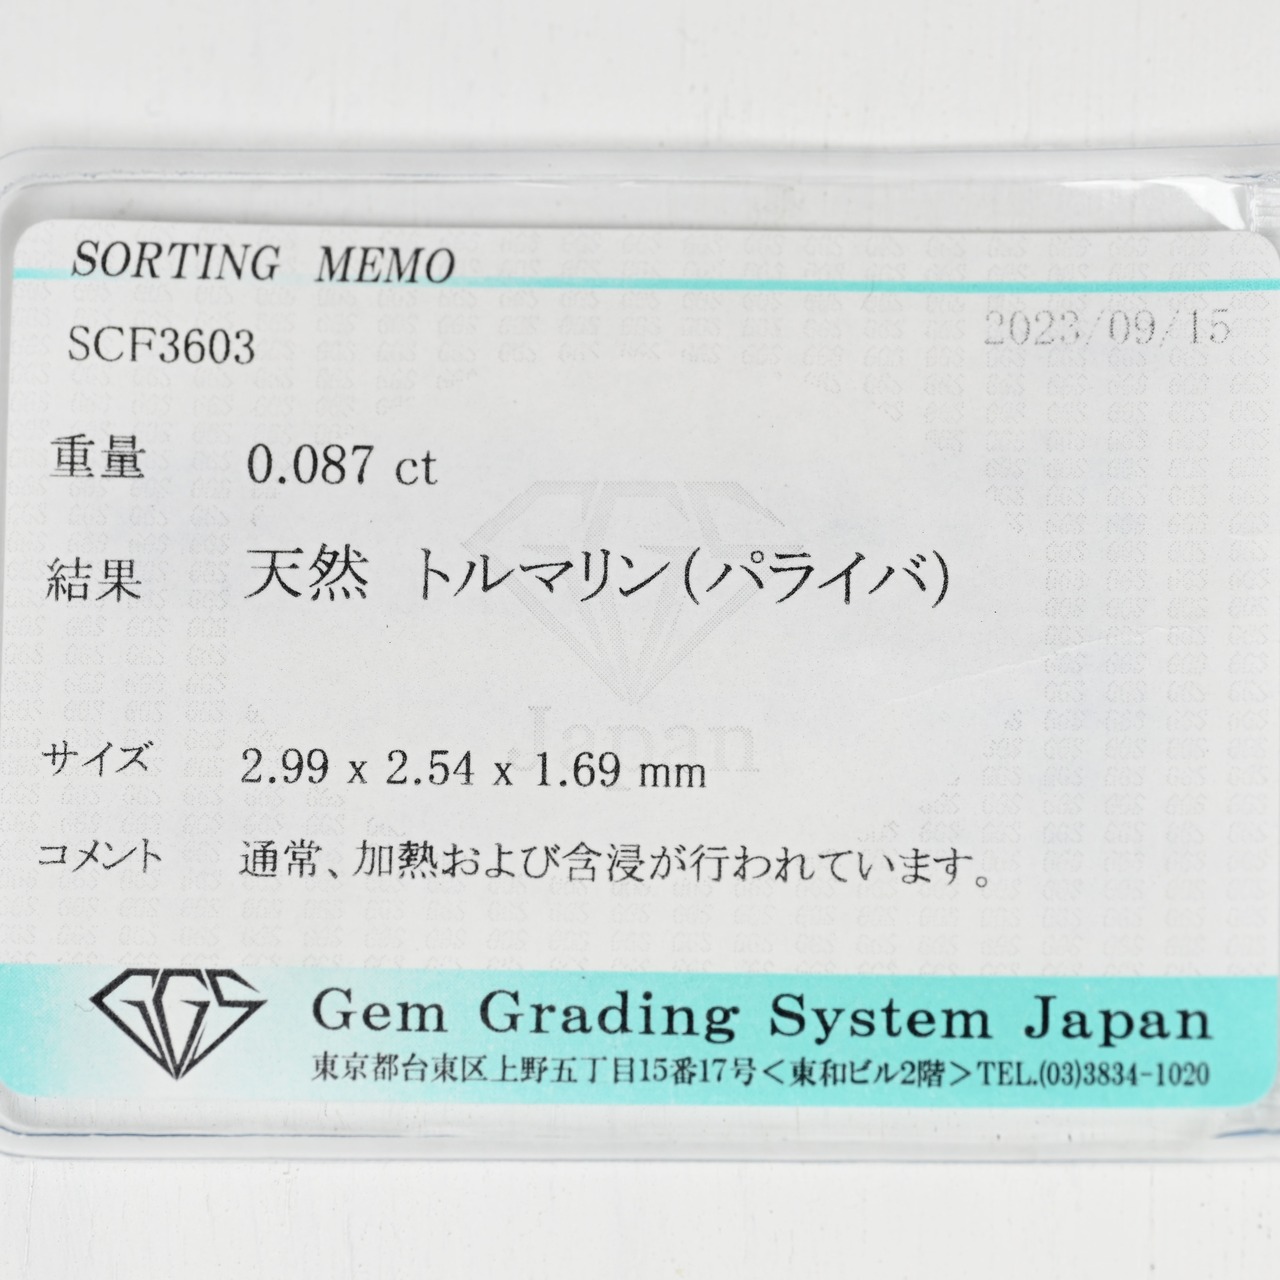 SORTING MEMO
SCF3603
2023/09/15
重量 0.087 ct
結果 天然 トルマリン(パライバ)
サイズ 2.99 x 2.54 x 1.69 mm
コメント 通常、加熱および含浸が行われています。
GGS
Japan
GGS Gem Grading System Japan
東京都台東区上野五丁目15番17号<東和ビル2階>TEL.(03)3834-1020